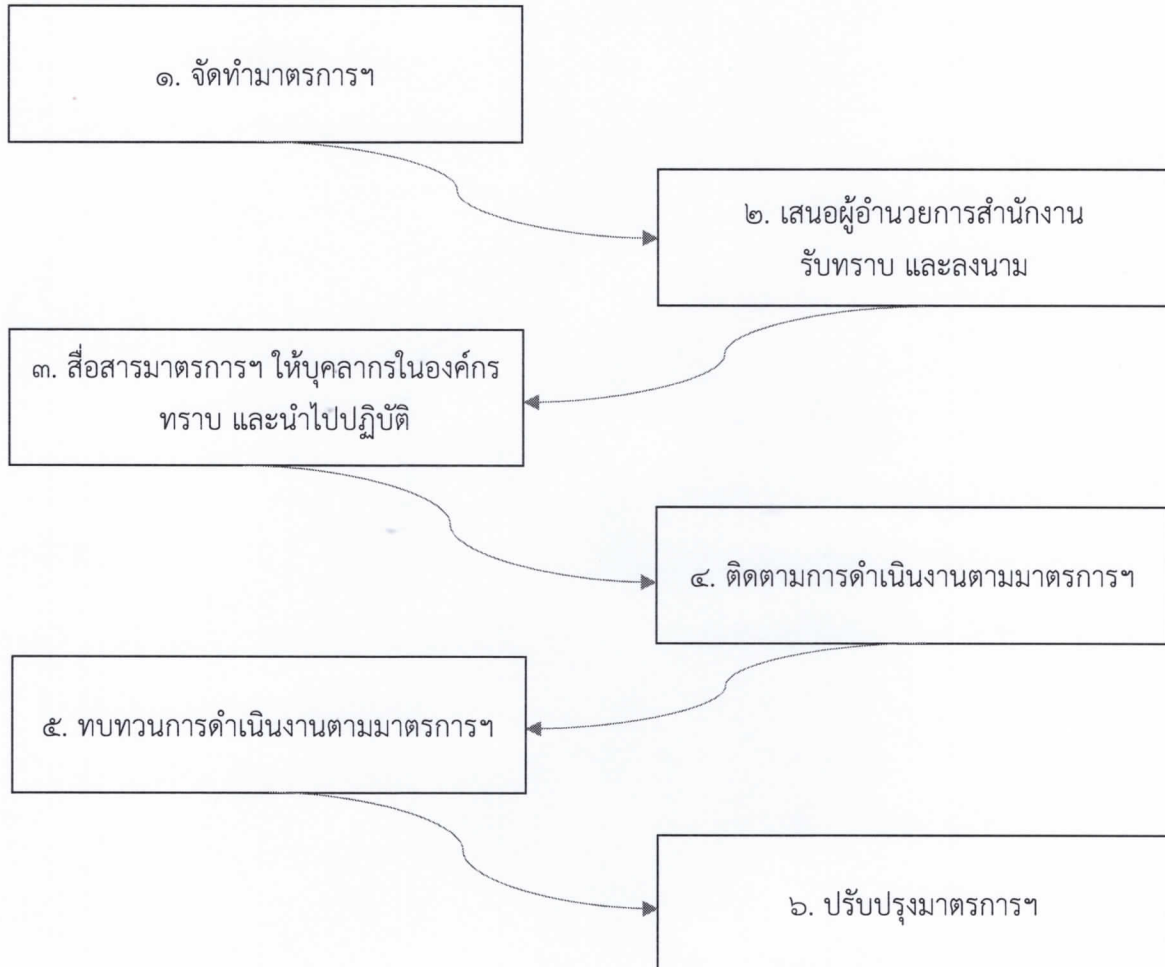 ๑. จัดทำมาตรการฯ
๒. เสนอผู้อำนวยการสำนักงาน
รับทราบ และลงนาม
๓. สื่อสารมาตรการฯ ให้บุคลากรในองค์กร
ทราบ และนำไปปฏิบัติ
๔. ติดตามการดำเนินงานตามมาตรการฯ
๕. ทบทวนการดำเนินงานตามมาตรการฯ
๖. ปรับปรุงมาตรการฯ